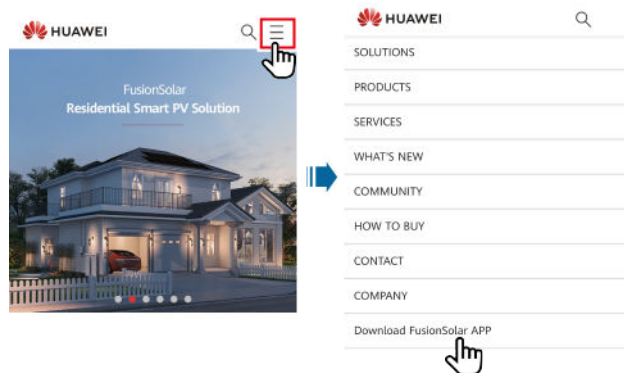 HUAWEI
FusionSolar
Residential Smart PV Solution
HUAWEI
SOLUTIONS
PRODUCTS
SERVICES
WHAT'S NEW
COMMUNITY
HOW TO BUY
CONTACT
COMPANY
Download FusionSolar APP